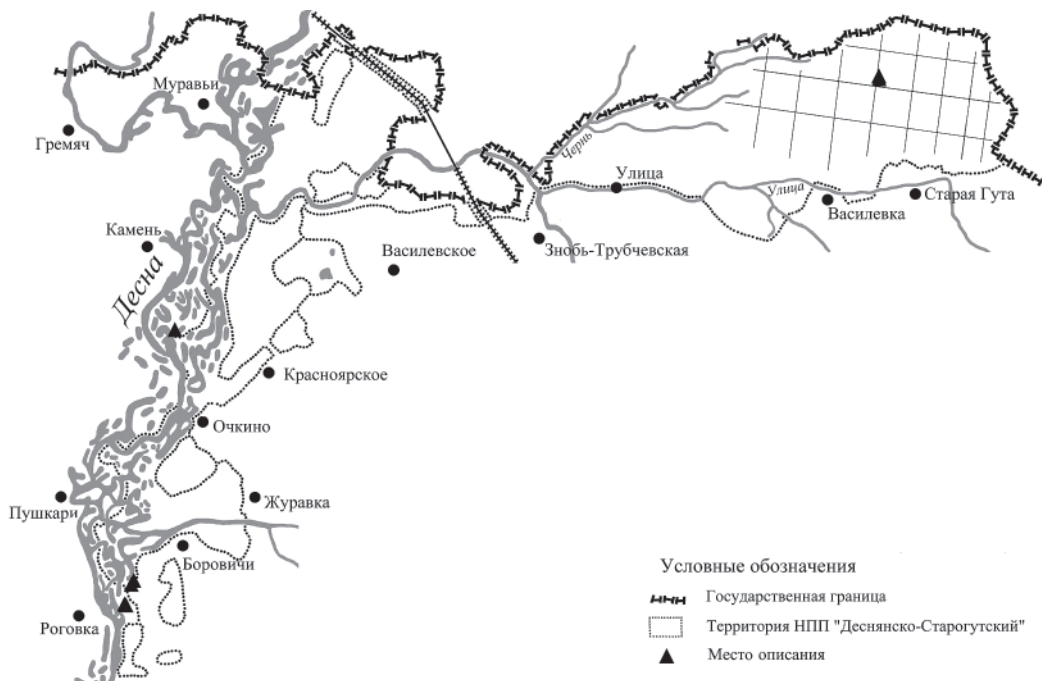 Муравьи
Гремяч
Чернь
Улица
Улица
Старая Гута
Василевка
Камень
Знобь-Трубчевская
Василевское
Десна
Красноярское
Очкино
Журавка
Пушкари
Боровичи
Роговка
Условные обозначения
Государственная граница
Территория НПП "Деснянско-Старогутский"
Место описания